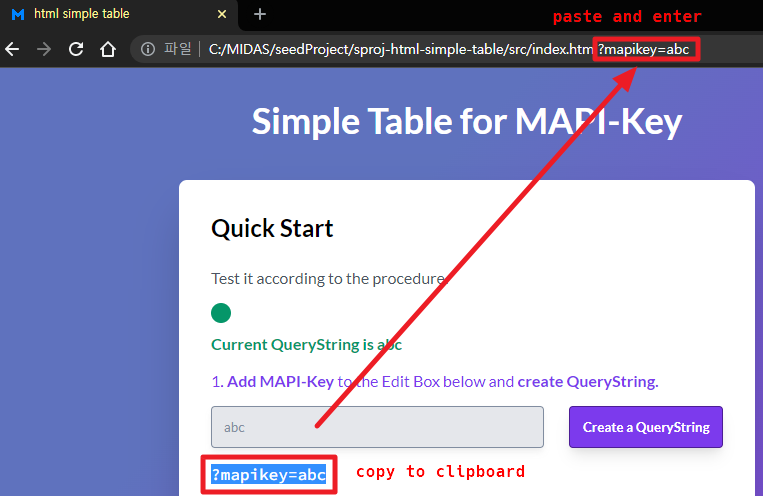 html simple table
paste and enter
파일 C:/MIDAS/seedProject/sproj-html-simple-table/src/index.htm?mapikey=abc
Simple Table for MAPI-Key
Quick Start
Test it according to the procedure
Current QueryString is abc
1. Add MAPI-Key to the Edit Box below and create QueryString.
abc
Create a QueryString
?mapikey=abc
copy to clipboard